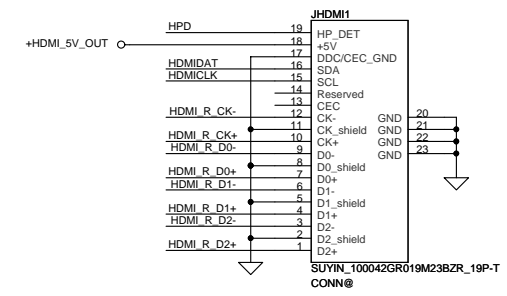 JHDMI1
HPD 19 HP_DET
+HDMI_5V_OUT 18 +5V
17 DDC/CEC_GND
HDMIDAT 16 SDA
HDMICLK 15 SCL
14 Reserved
13 CEC
HDMI_R_CK- 12 CK- GND 20
11 CK_shield GND 21
HDMI_R_CK+ 10 CK+ GND 22
HDMI_R_D0- 9 D0- GND 23
8 D0_shield
HDMI_R_D0+ 7 D0+
HDMI_R_D1- 6 D1-
5 D1_shield
HDMI_R_D1+ 4 D1+
HDMI_R_D2- 3 D2-
2 D2_shield
HDMI_R_D2+ 1 D2+
SUYIN_100042GR019M23BZR_19P-T
CONN@